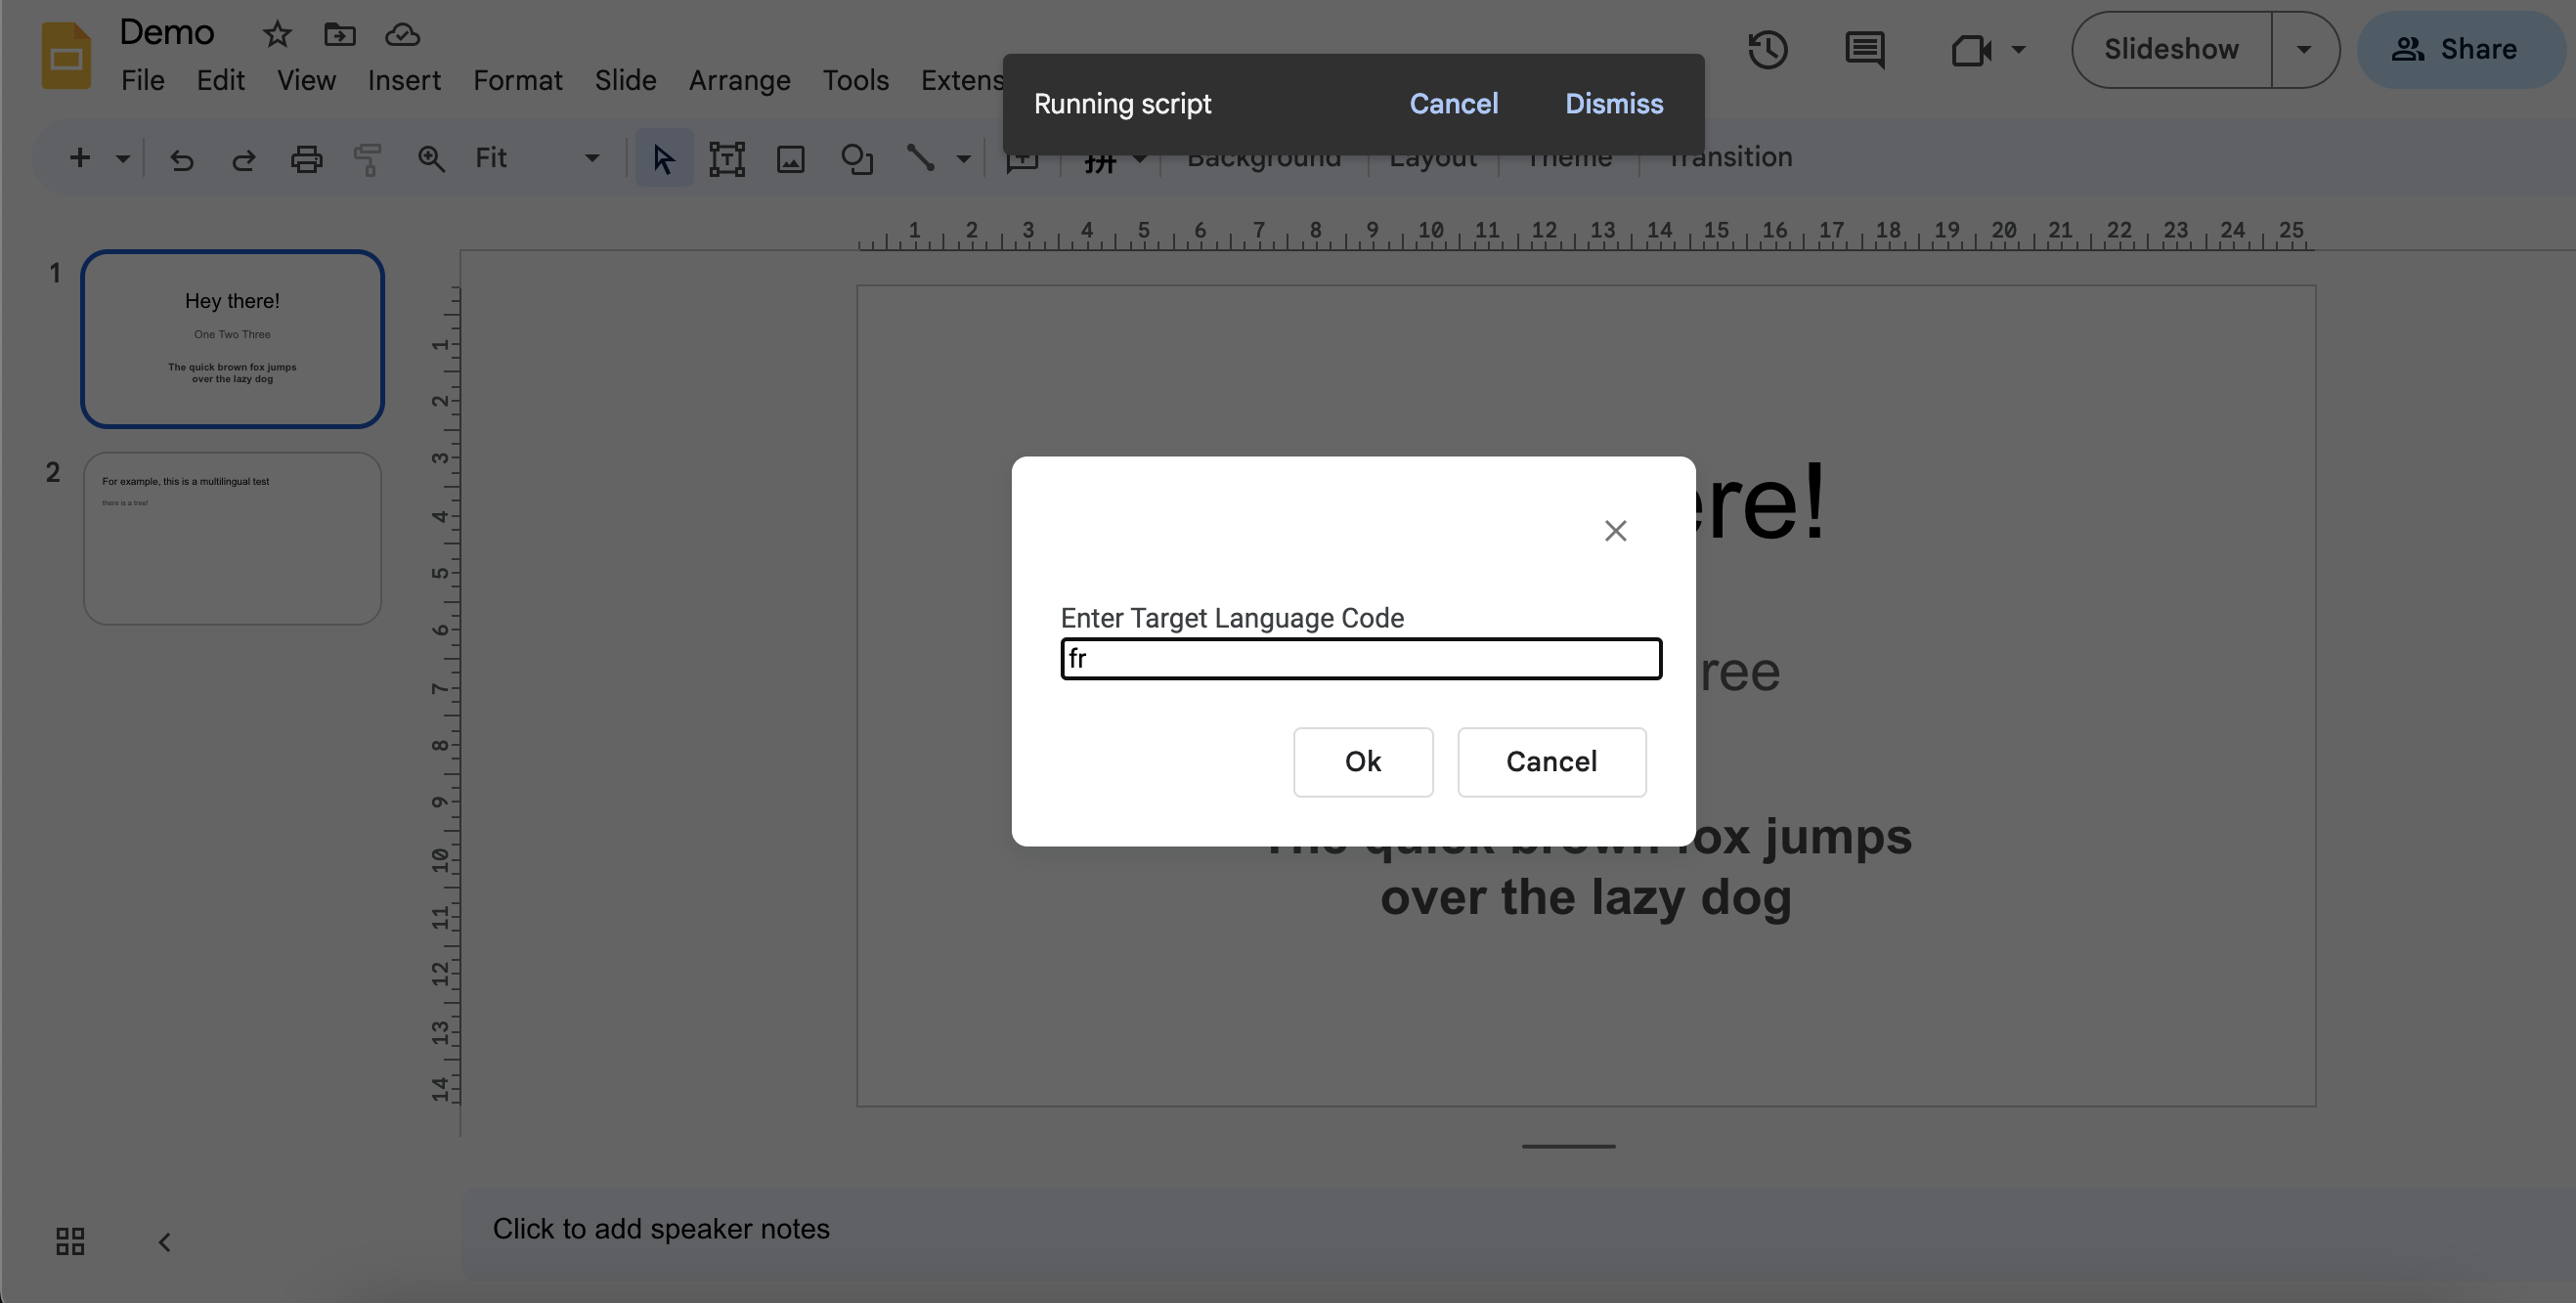 Demo
File Edit View Insert Format Slide Arrange Tools Extens
Running script Cancel Dismiss
Slideshow
Share
Fit
拼
Background Layout Theme Transition
1 2 3 4 5 6 7 8 9 10 11 12 13 14 15 16 17 18 19 20 21 22 23 24 25
1
Hey there!
One Two Three
The quick brown fox jumps
over the lazy dog
2
For example, this is a multilingual test
there is a tree!
1
2
3
4
5
6
7
8
9
10
11
12
13
14
ere!
ree
Enter Target Language Code
fr
Ok Cancel
The quick brown fox jumps
over the lazy dog
Click to add speaker notes